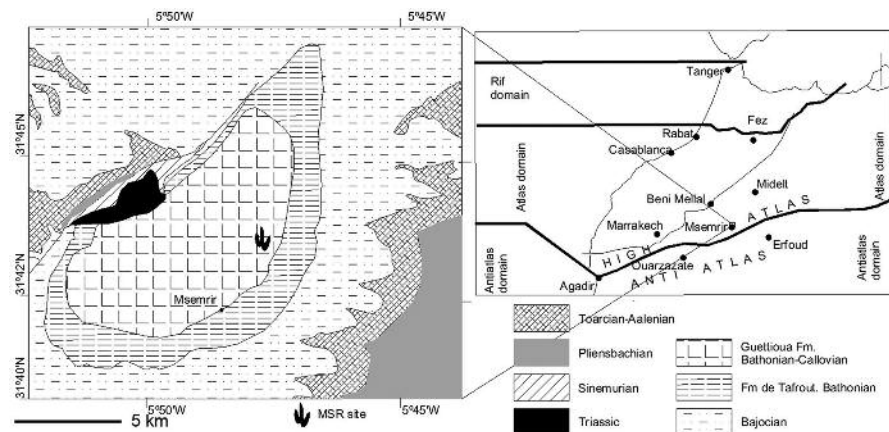 5°50'W
5°45'W
31°45'N
31°42'N
31°40'N
Msemrir
5°50'W
5°45'W
5 km
MSR site
Rif
domain
Tanger
Fez
Rabat
Casablanca
Atlas domain
Atlas domain
Beni Mellal
Midelt
Marrakech
Msemrir
HIGH ATLAS
Erfoud
Ouarzazate
ANTI ATLAS
Agadir
Antiatlas
domain
Antiatlas
domain
Toarcian-Aalenian
Pliensbachian
Sinemurian
Triassic
Guettioua Fm.
Bathonian-Callovian
Fm de Tafrout. Bathonian
Bajocian